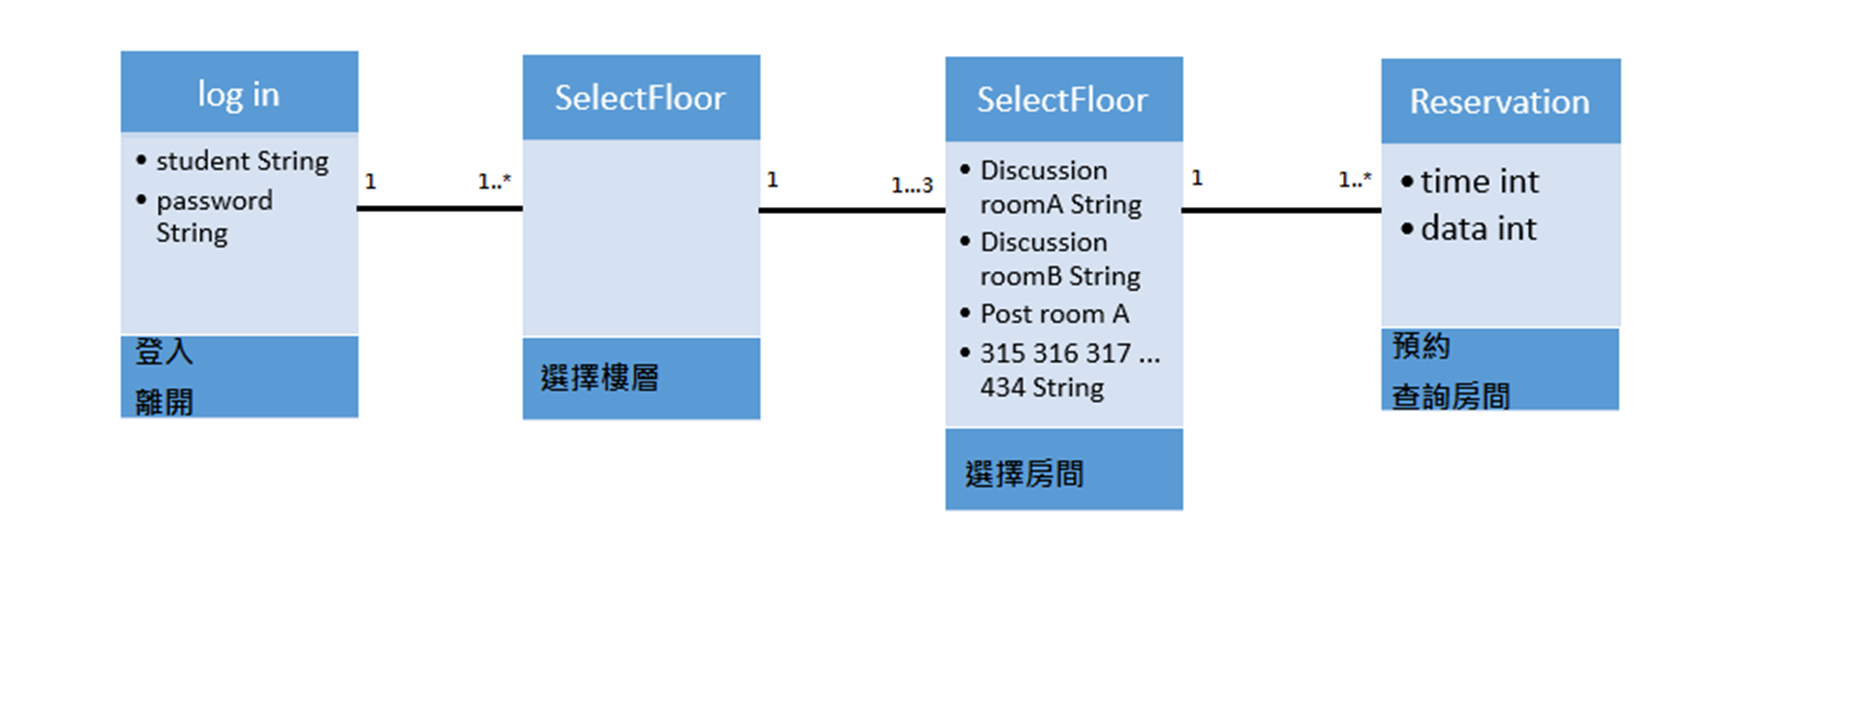 log in
• student String
• password
String
登入
離開
1
1..*
SelectFloor
選擇樓層
1
1...3
SelectFloor
• Discussion
roomA String
• Discussion
roomB String
• Post room A
• 315 316 317 ...
434 String
選擇房間
1
1..*
Reservation
• time int
• data int
預約
查詢房間